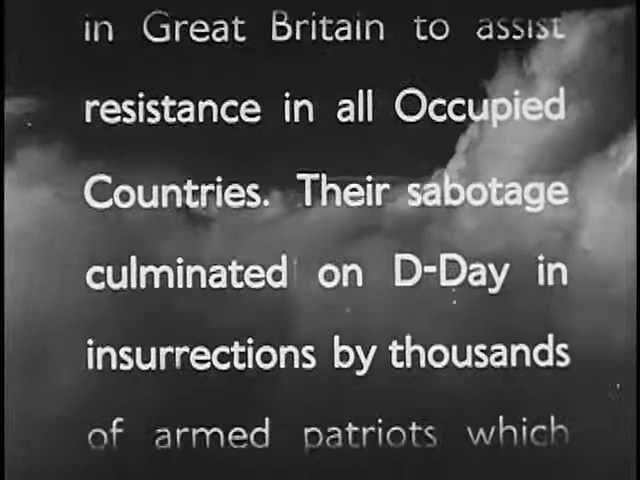 in Great Britain to assist
resistance in all Occupied
Countries. Their sabotage
culminated on D-Day in
insurrections by thousands
of armed patriots which